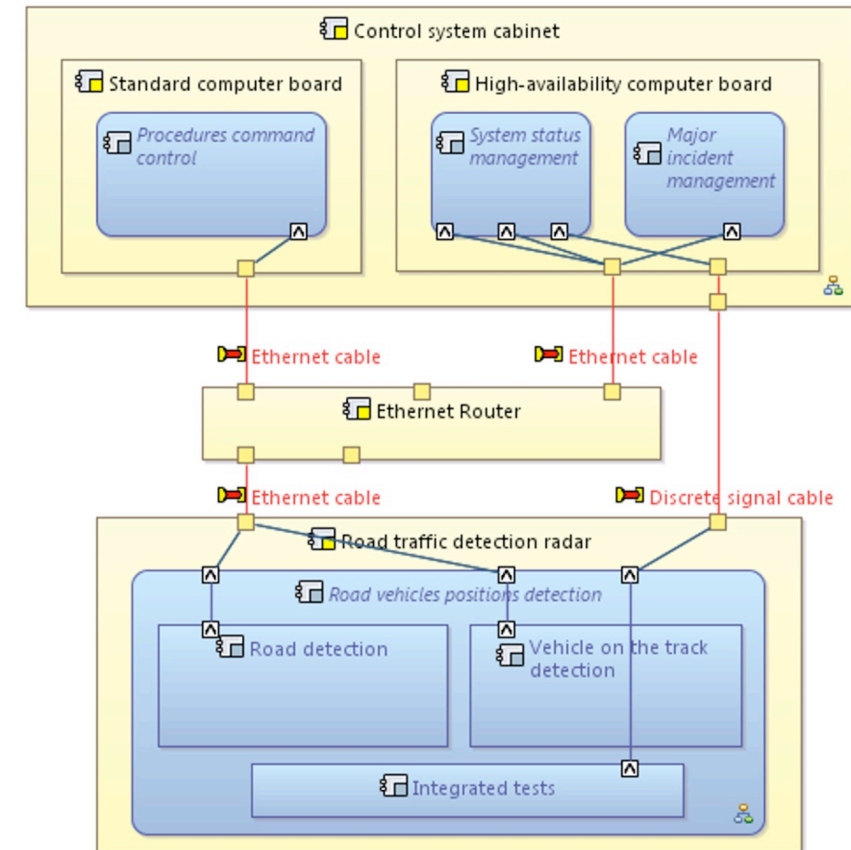 Control system cabinet
Standard computer board
High-availability computer board
Procedures command
control
System status
management
Major
incident
management
Ethernet cable
Ethernet cable
Ethernet Router
Ethernet cable
Discrete signal cable
Road traffic detection radar
Road vehicles positions detection
Road detection
Vehicle on the track
detection
Integrated tests